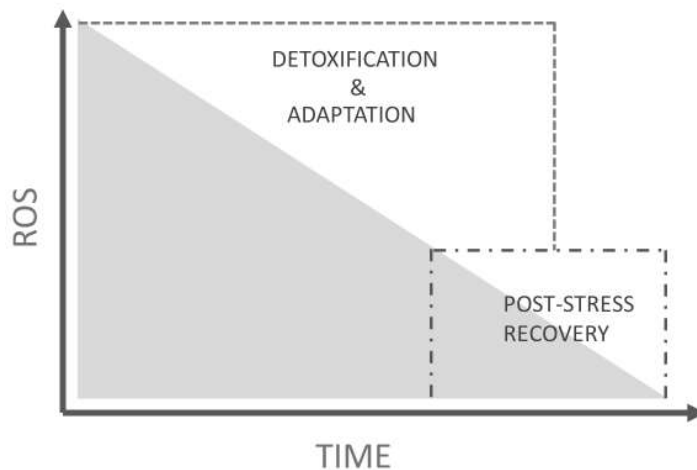 DETOXIFICATION
&
ADAPTATION
ROS
POST-STRESS
RECOVERY
TIME